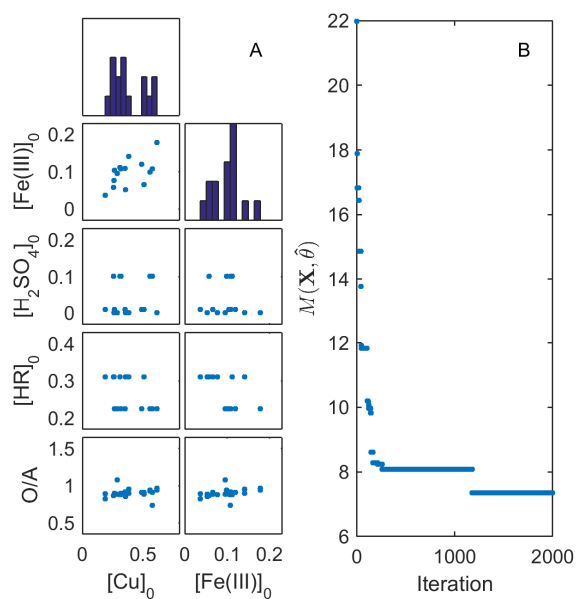 A
B
0.2
0.1
0
[Fe(III)]₀
0.2
0.1
0
[H₂SO₄]₀
0.4
0.3
0.2
[HR]₀
1.5
1
0.5
O/A
0 0.5
[Cu]₀
0 0.1 0.2
[Fe(III)]₀
22
20
18
16
14
12
10
8
6
M(X, θ̂)
0 1000 2000
Iteration